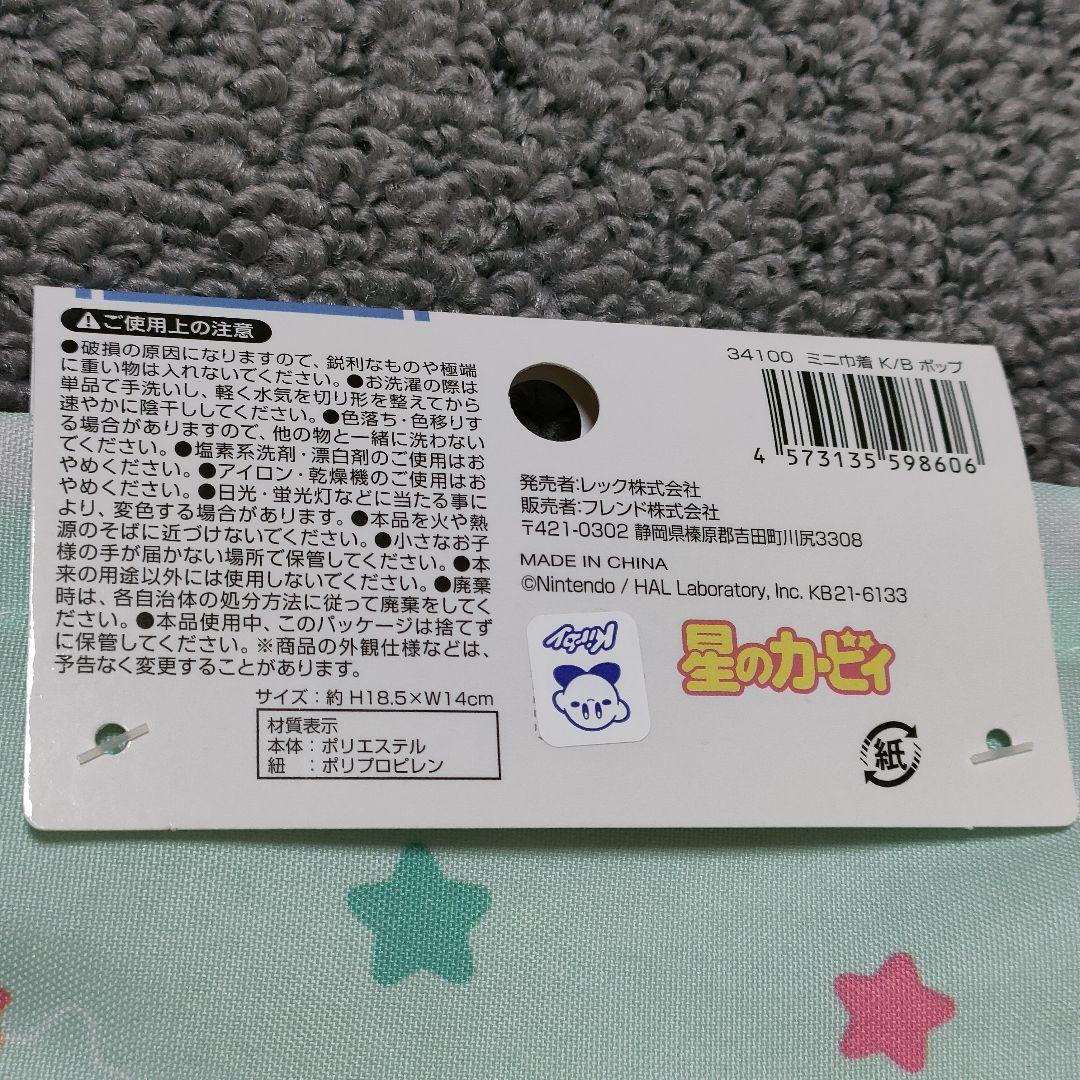 ⚠ご使用上の注意
●破損の原因になりますので、鋭利なものや極端
に重い物は入れないでください。●お洗濯の際は
単品で手洗いし、軽く水気を切り形を整えてから
速やかに陰干ししてください。●色落ち・色移りす
る場合がありますので、他の物と一緒に洗わない
でください。●塩素系洗剤・漂白剤のご使用はお
やめください。●アイロン・乾燥機のご使用はお
やめください。●日光・蛍光灯などに当たる事に
より、変色する場合があります。●本品を火や熱
源のそばに近づけないでください。●小さなお子
様の手が届かない場所で保管してください。●本
来の用途以外には使用しないでください。●廃棄
時は、各自治体の処分方法に従って廃棄をしてく
ださい。●本品使用中、このパッケージは捨てず
に保管してください。※商品の外観仕様などは、
予告なく変更することがあります。
サイズ：約 H18.5×W14cm
材質表示
本体：ポリエステル
紐　：ポリプロピレン
34100 ミニ巾着 K/B ポップ
4 573135 598606
発売者：レック株式会社
販売者：フレンド株式会社
〒421-0302 静岡県榛原郡吉田町川尻3308
MADE IN CHINA
©Nintendo / HAL Laboratory, Inc. KB21-6133
Kirby
星のカービィ
紙